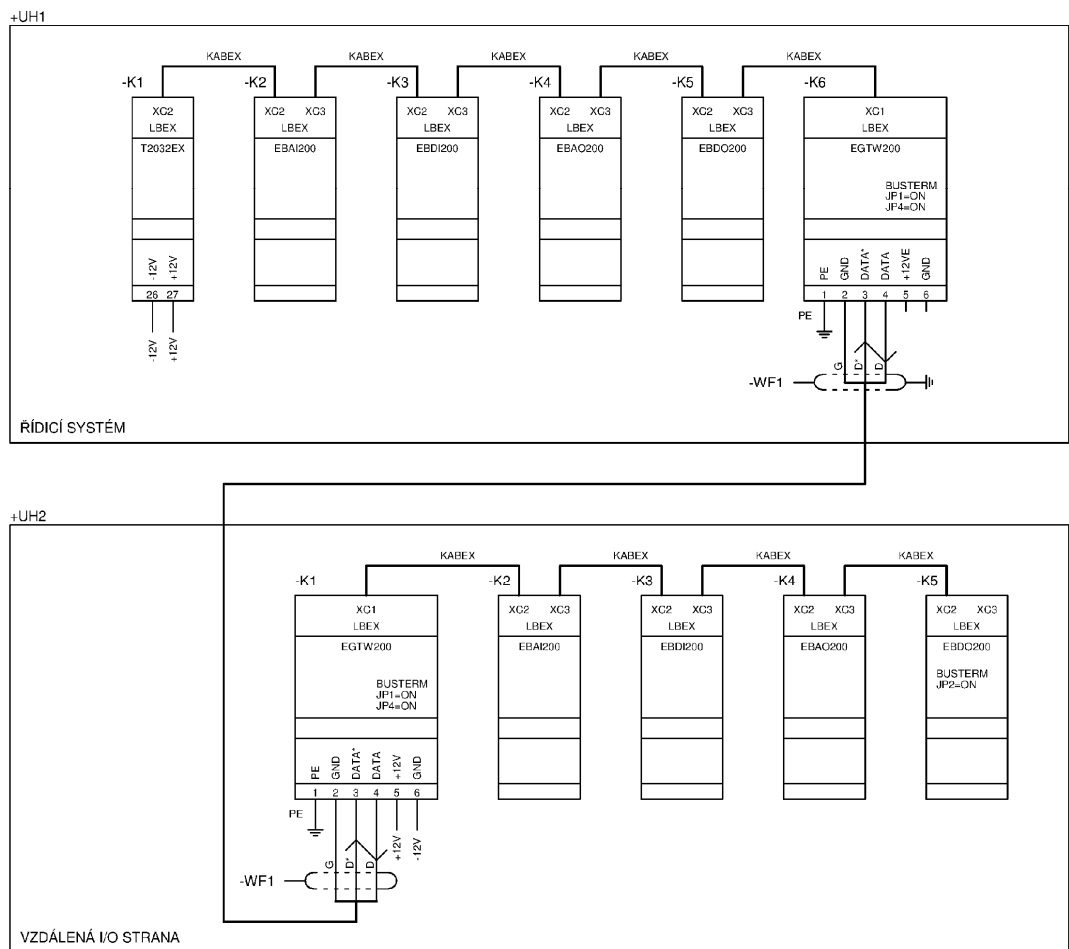 +UH1
KABEX KABEX KABEX KABEX KABEX
-K1 -K2 -K3 -K4 -K5 -K6
XC2 XC2 XC3 XC2 XC3 XC2 XC3 XC2 XC3 XC1
LBEX LBEX LBEX LBEX LBEX LBEX
T2032EX EBAI200 EBDI200 EBAO200 EBDO200 EGTW200
BUSTERM
JP1=ON
JP4=ON
-12V +12V PE GND DATA* DATA +12VE GND
26 27 1 2 3 4 5 6
PE
-12V +12V
G D* D
-WF1
ŘÍDICÍ SYSTÉM
+UH2
KABEX KABEX KABEX KABEX
-K1 -K2 -K3 -K4 -K5
XC1 XC2 XC3 XC2 XC3 XC2 XC3 XC2 XC3
LBEX LBEX LBEX LBEX LBEX
EGTW200 EBAI200 EBDI200 EBAO200 EBDO200
BUSTERM
JP1=ON
JP4=ON
BUSTERM
JP2=ON
PE GND DATA* DATA +12V GND
1 2 3 4 5 6
PE
+12V -12V
G D* D
-WF1
VZDÁLENÁ I/O STRANA